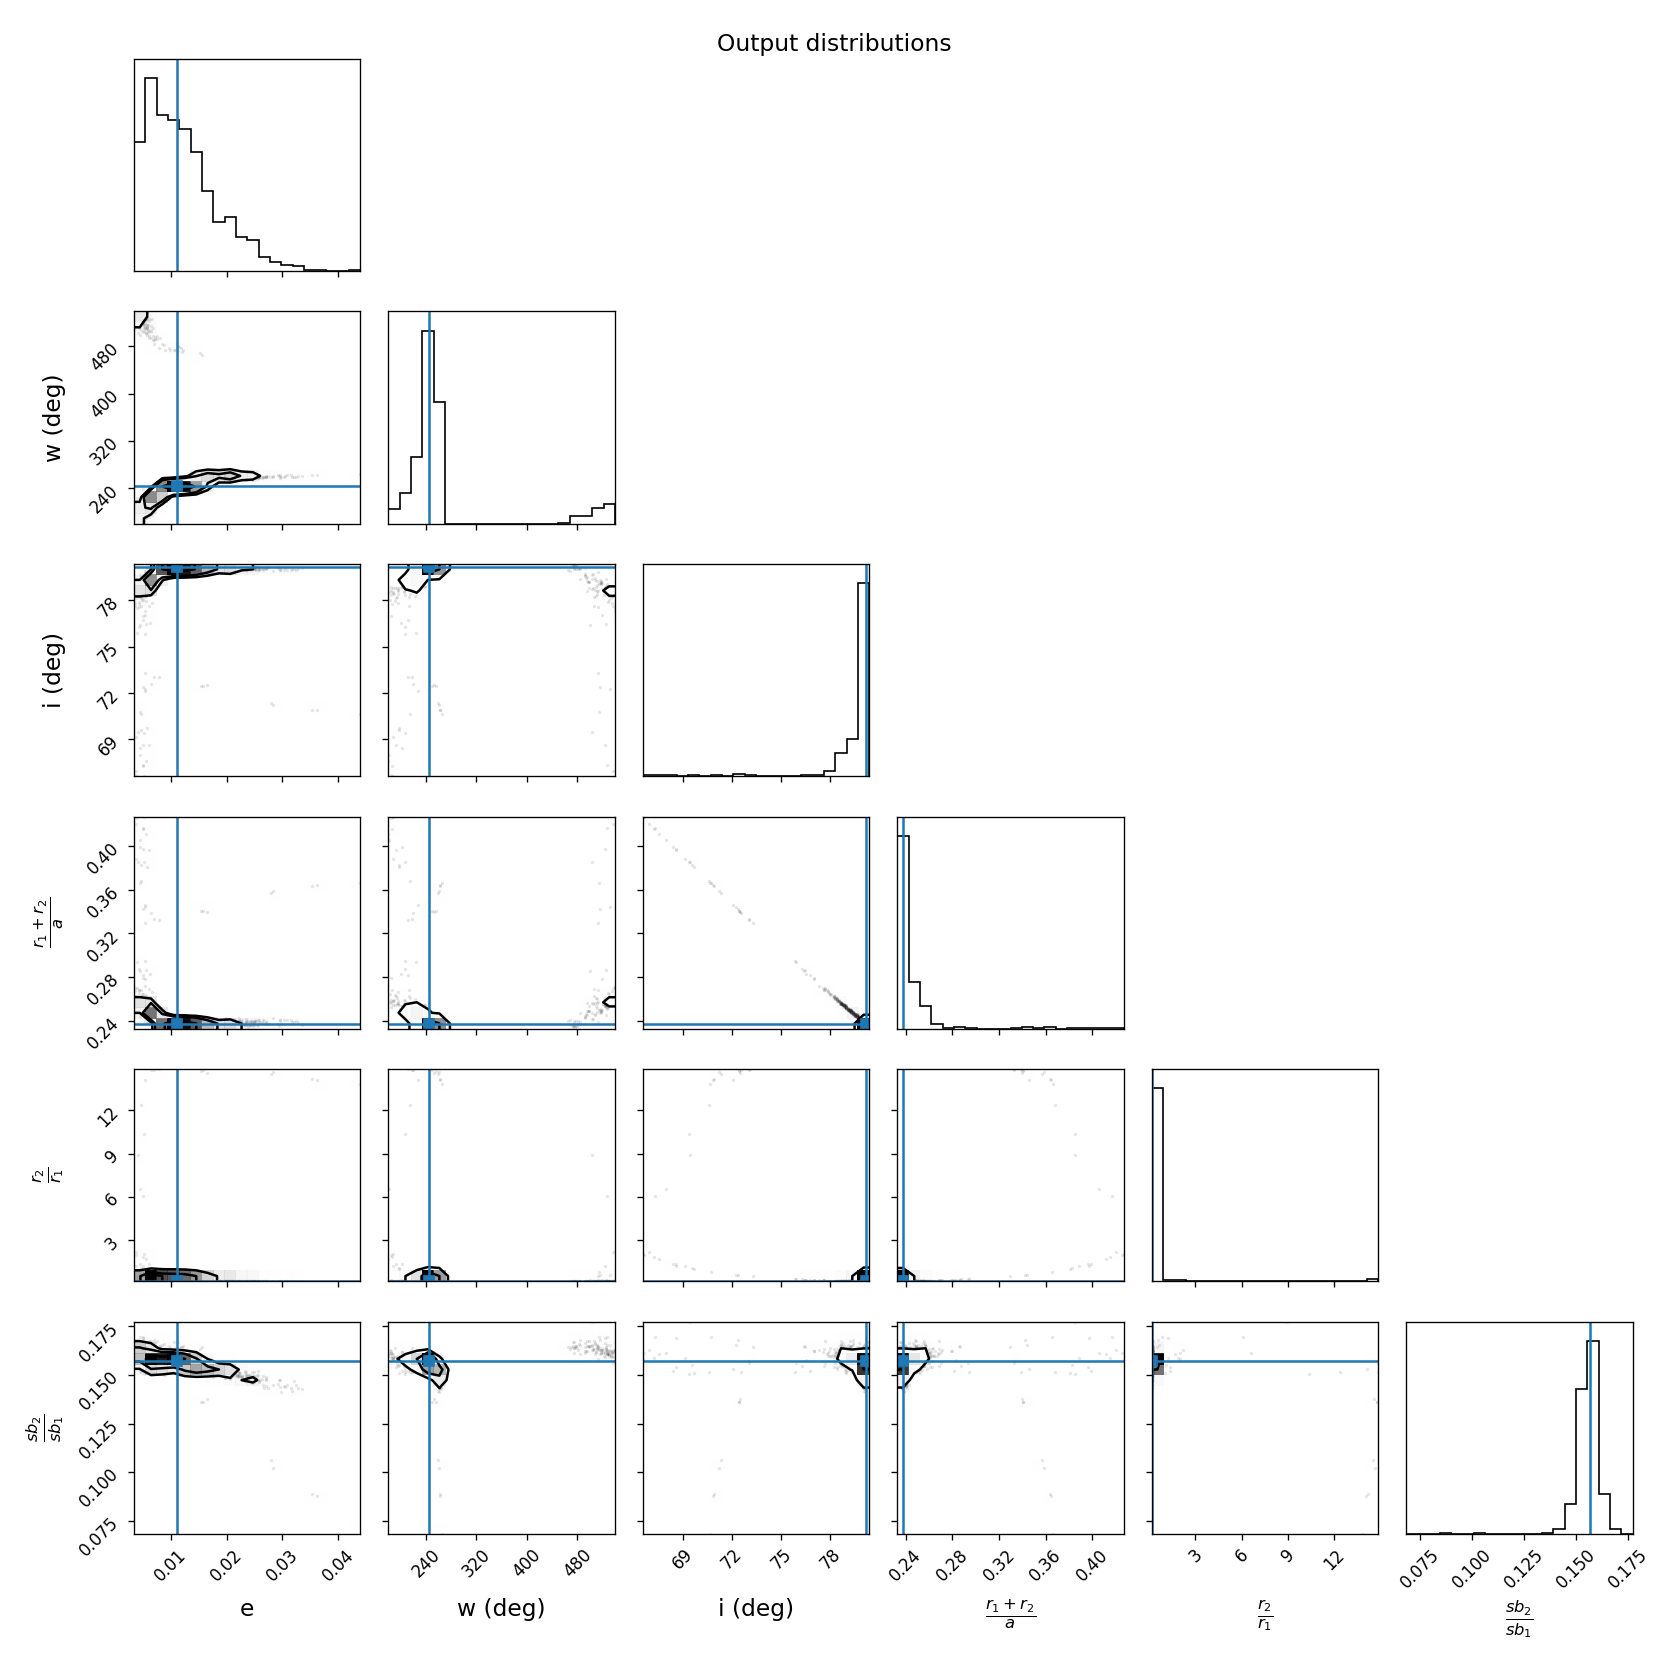 Output distributions
w (deg)
480
400
320
240
i (deg)
78
75
72
69
r₁ + r₂
a
0.40
0.36
0.32
0.28
0.24
r₂
r₁
12
9
6
3
sb₂
sb₁
0.175
0.150
0.125
0.100
0.075
0.01 0.02 0.03 0.04
240 320 400 480
69 72 75 78
0.24 0.28 0.32 0.36 0.40
3 6 9 12
0.075 0.100 0.125 0.150 0.175
e
w (deg)
i (deg)
r₁ + r₂
a
r₂
r₁
sb₂
sb₁